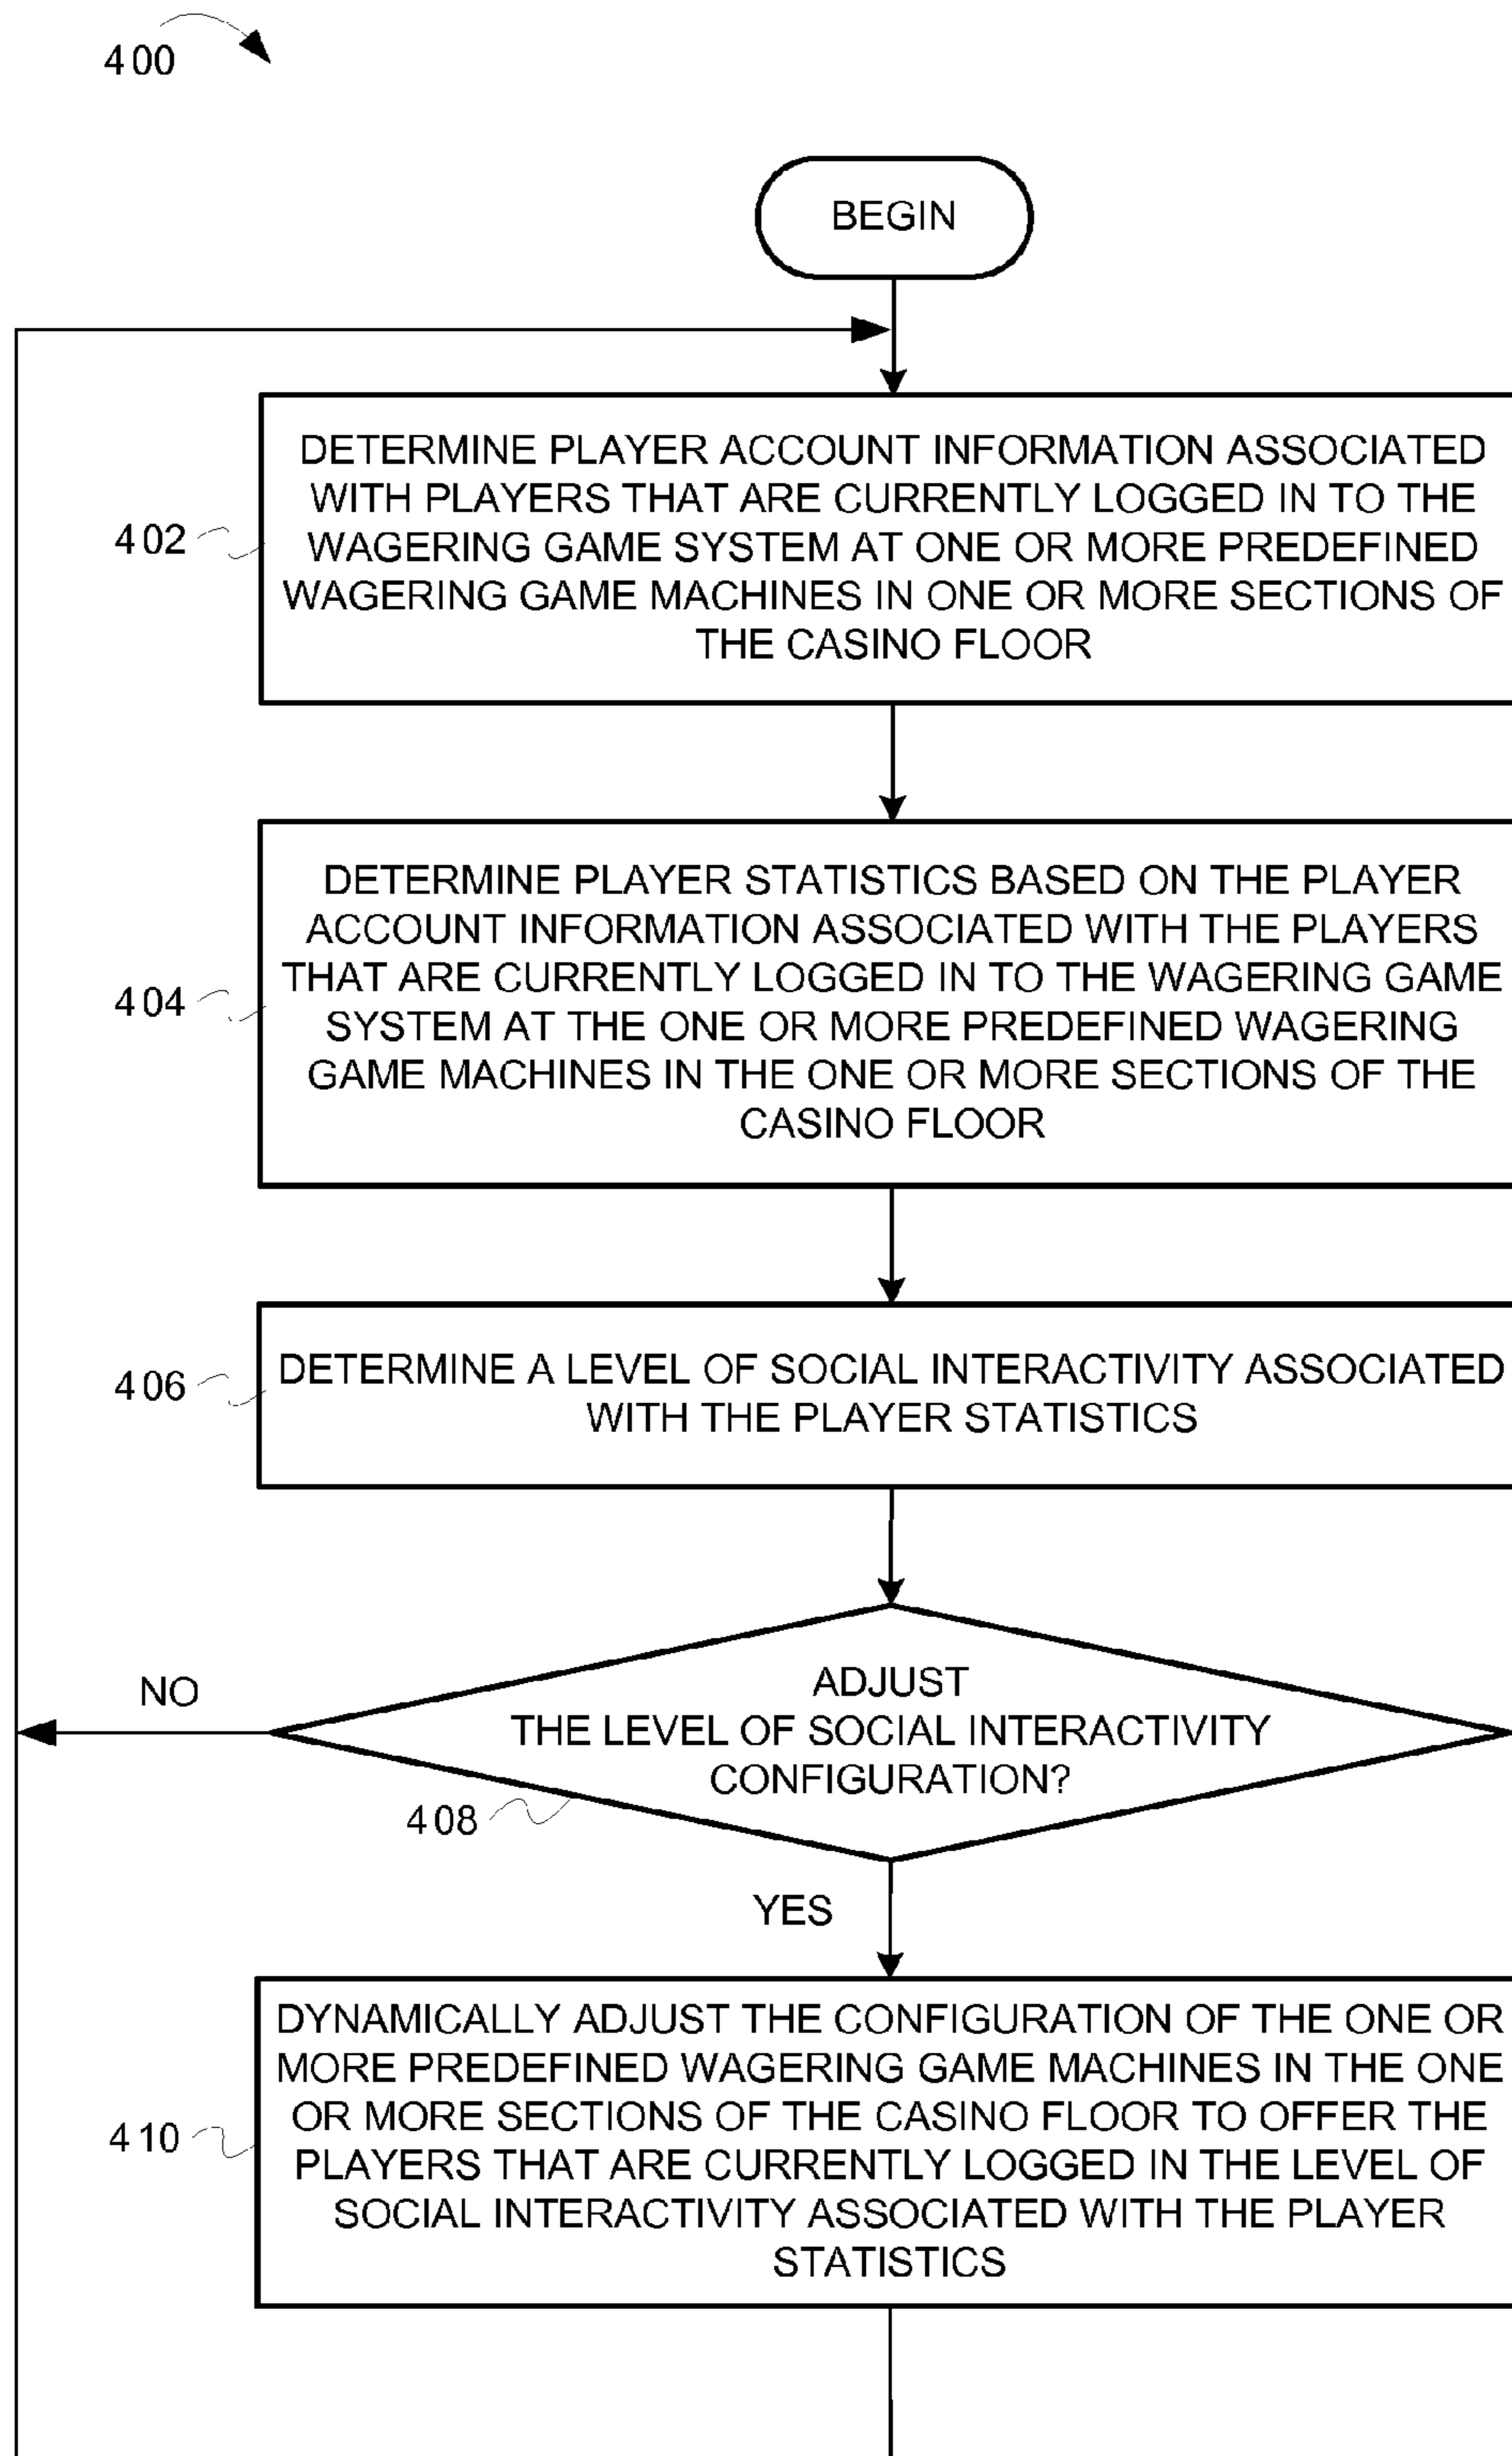 400
BEGIN
DETERMINE PLAYER ACCOUNT INFORMATION ASSOCIATED
WITH PLAYERS THAT ARE CURRENTLY LOGGED IN TO THE
WAGERING GAME SYSTEM AT ONE OR MORE PREDEFINED
WAGERING GAME MACHINES IN ONE OR MORE SECTIONS OF
THE CASINO FLOOR
402
DETERMINE PLAYER STATISTICS BASED ON THE PLAYER
ACCOUNT INFORMATION ASSOCIATED WITH THE PLAYERS
THAT ARE CURRENTLY LOGGED IN TO THE WAGERING GAME
SYSTEM AT THE ONE OR MORE PREDEFINED WAGERING
GAME MACHINES IN THE ONE OR MORE SECTIONS OF THE
CASINO FLOOR
404
DETERMINE A LEVEL OF SOCIAL INTERACTIVITY ASSOCIATED
WITH THE PLAYER STATISTICS
406
NO
ADJUST
THE LEVEL OF SOCIAL INTERACTIVITY
CONFIGURATION?
408
YES
DYNAMICALLY ADJUST THE CONFIGURATION OF THE ONE OR
MORE PREDEFINED WAGERING GAME MACHINES IN THE ONE
OR MORE SECTIONS OF THE CASINO FLOOR TO OFFER THE
PLAYERS THAT ARE CURRENTLY LOGGED IN THE LEVEL OF
SOCIAL INTERACTIVITY ASSOCIATED WITH THE PLAYER
STATISTICS
410